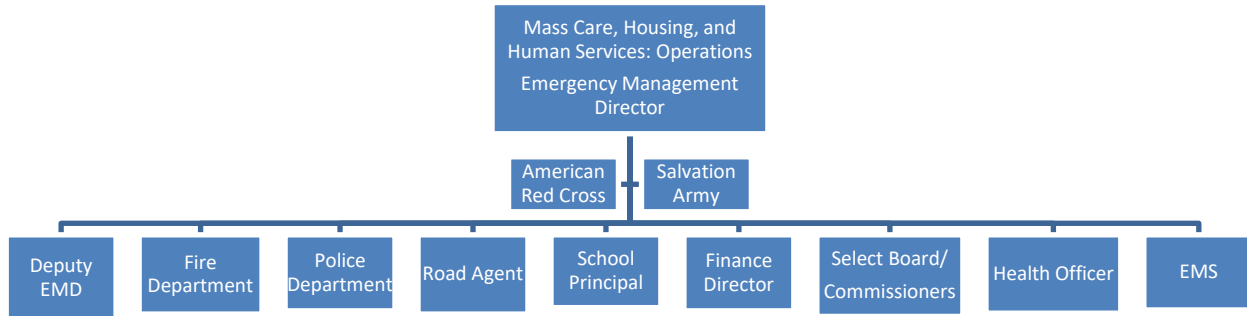 Mass Care, Housing, and
Human Services: Operations
Emergency Management
Director
American
Red Cross
Salvation
Army
Deputy
EMD
Fire
Department
Police
Department
Road Agent
School
Principal
Finance
Director
Select Board/
Commissioners
Health Officer
EMS